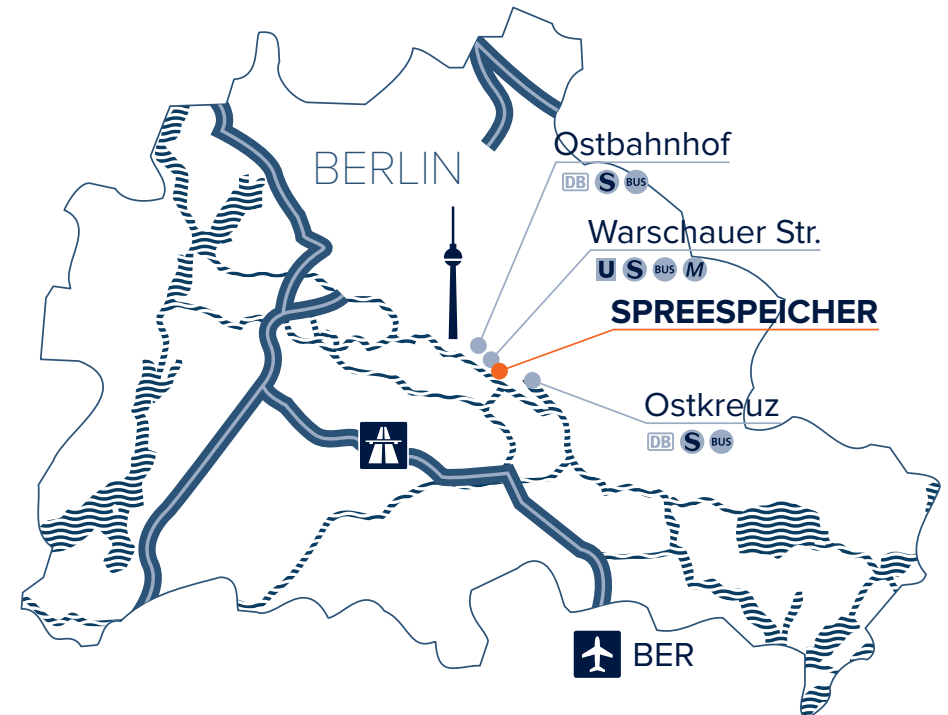 BERLIN
Ostbahnhof
DB S BUS
Warschauer Str.
U S BUS M
SPREESPEICHER
Ostkreuz
DB S BUS
BER